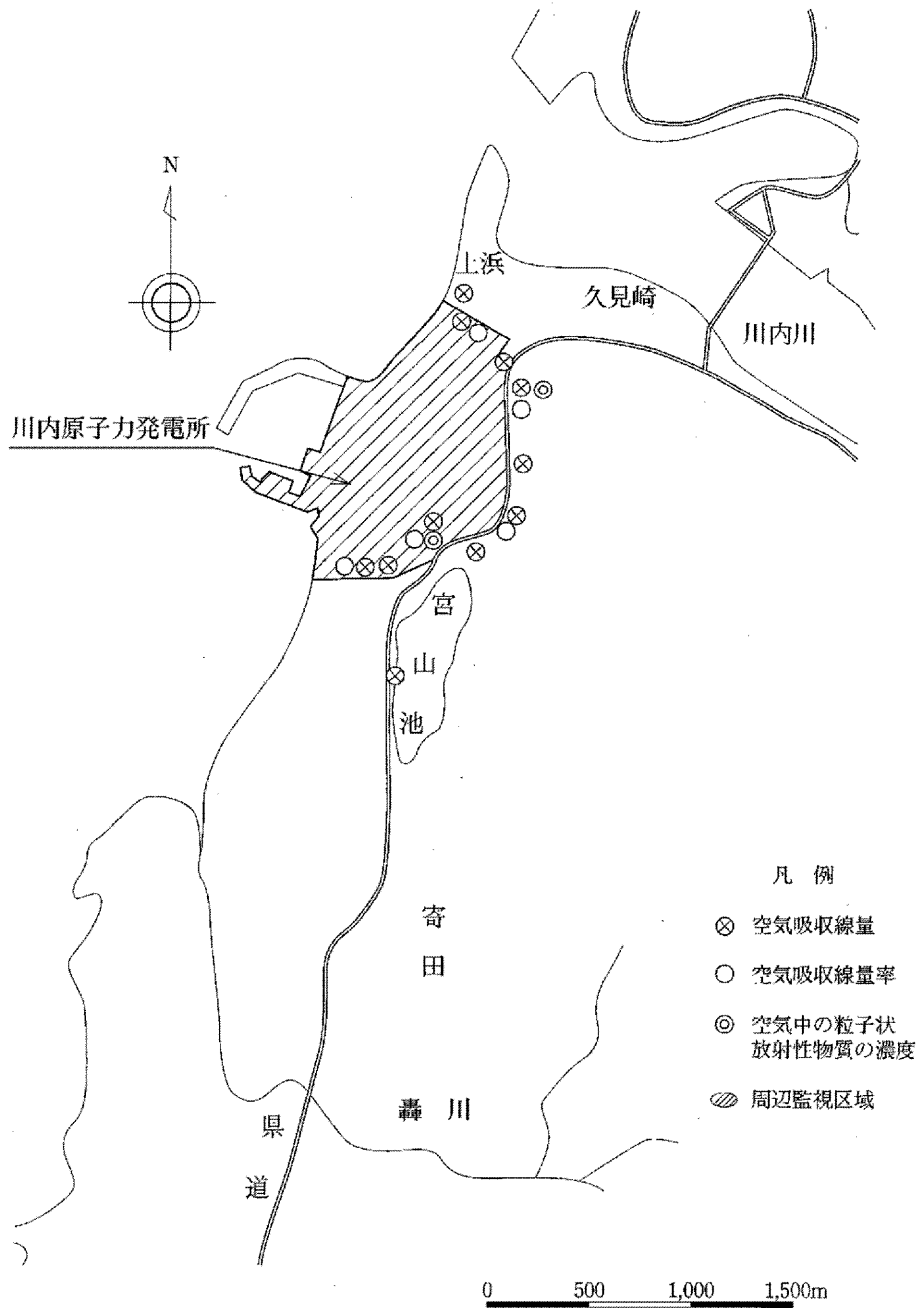 N
上浜
久見崎
川内川
川内原子力発電所
宮
山
池
寄
田
轟川
県
道
凡例
空気吸収線量
空気吸収線量率
空気中の粒子状
放射性物質の濃度
周辺監視区域
0 500 1,000 1,500m